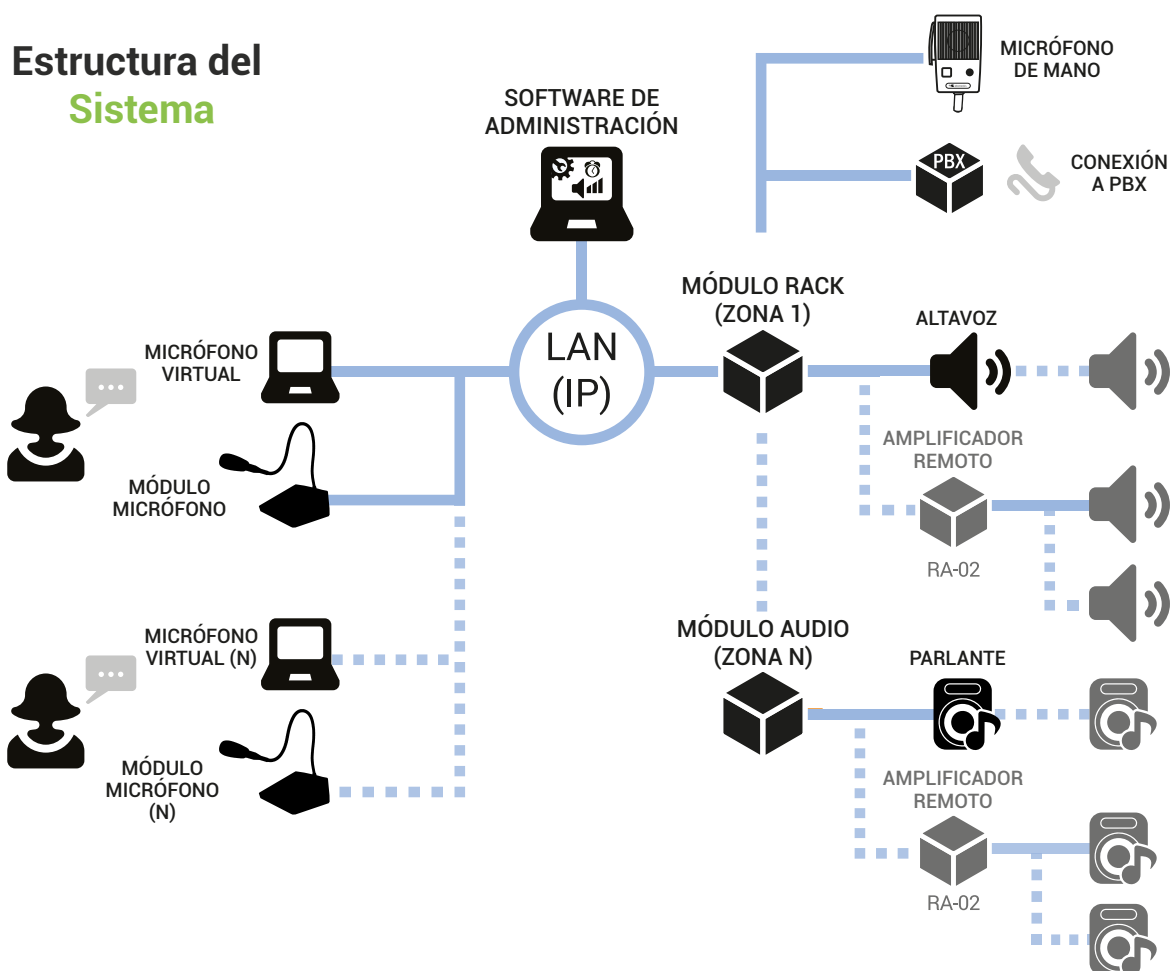 Estructura del
Sistema
SOFTWARE DE
ADMINISTRACIÓN
MICRÓFONO
DE MANO
PBX
CONEXIÓN
A PBX
MÓDULO RACK
(ZONA 1)
LAN
(IP)
ALTAVOZ
MICRÓFONO
VIRTUAL
MÓDULO
MICRÓFONO
AMPLIFICADOR
REMOTO
RA-02
MICRÓFONO
VIRTUAL (N)
MÓDULO
MICRÓFONO
(N)
MÓDULO AUDIO
(ZONA N)
PARLANTE
AMPLIFICADOR
REMOTO
RA-02